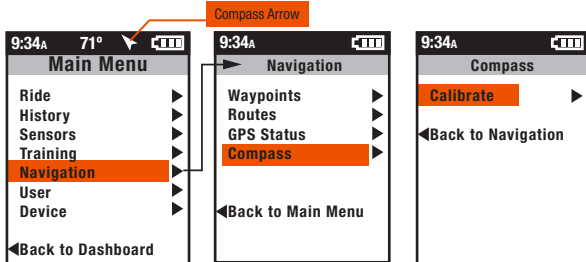 Compass Arrow
9:34A 71º
Main Menu
Ride
History
Sensors
Training
Navigation
User
Device
Back to Dashboard
9:34A
Navigation
Waypoints
Routes
GPS Status
Compass
Back to Main Menu
9:34A
Compass
Calibrate
Back to Navigation